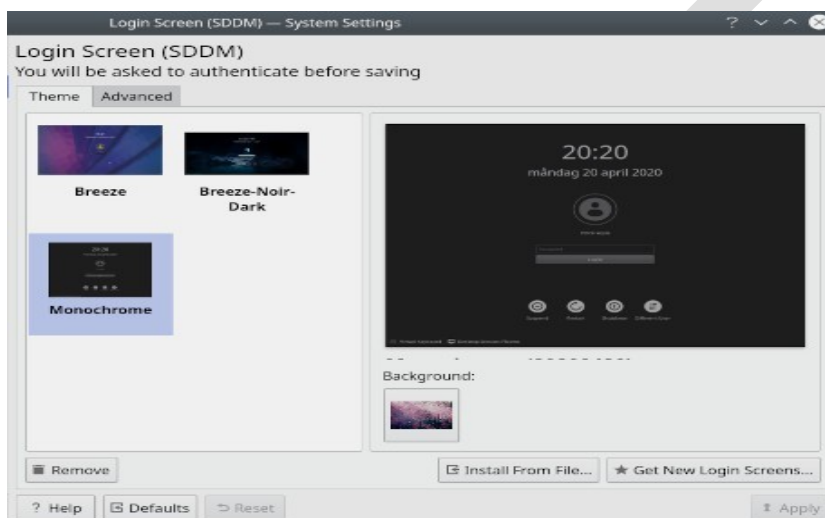 Login Screen (SDDM) — System Settings
Login Screen (SDDM)
You will be asked to authenticate before saving
Theme Advanced
Breeze
Breeze-Noir-
Dark
Monochrome
20:20
måndag 20 april 2020
Background:
Remove
Install From File...
Get New Login Screens...
? Help
Defaults
Reset
Apply